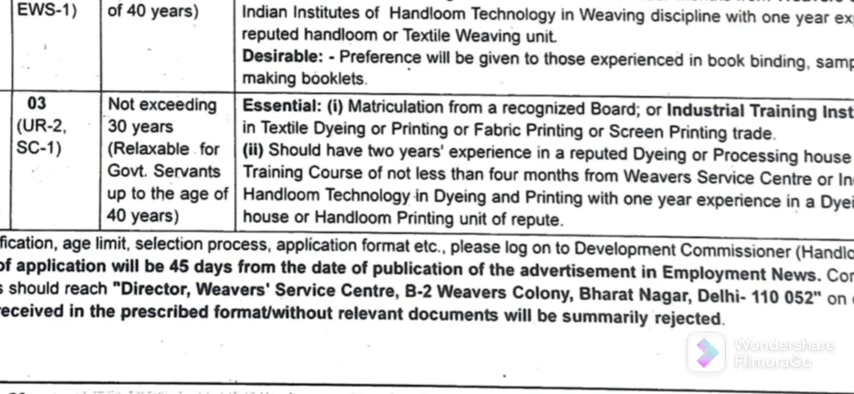 EWS-1)
of 40 years)
Indian Institutes of Handloom Technology in Weaving discipline with one year exp
reputed handloom or Textile Weaving unit.
Desirable: - Preference will be given to those experienced in book binding, samp
making booklets.
03
(UR-2,
SC-1)
Not exceeding
30 years
(Relaxable for
Govt. Servants
up to the age of
40 years)
Essential: (i) Matriculation from a recognized Board; or Industrial Training Inst
in Textile Dyeing or Printing or Fabric Printing or Screen Printing trade.
(ii) Should have two years' experience in a reputed Dyeing or Processing house
Training Course of not less than four months from Weavers Service Centre or In
Handloom Technology in Dyeing and Printing with one year experience in a Dyei
house or Handloom Printing unit of repute.
fication, age limit, selection process, application format etc., please log on to Development Commissioner (Handlo
of application will be 45 days from the date of publication of the advertisement in Employment News. Cor
s should reach "Director, Weavers' Service Centre, B-2 Weavers Colony, Bharat Nagar, Delhi- 110 052" on
eceived in the prescribed format/without relevant documents will be summarily rejected.
Wondershare
FilmoraGo